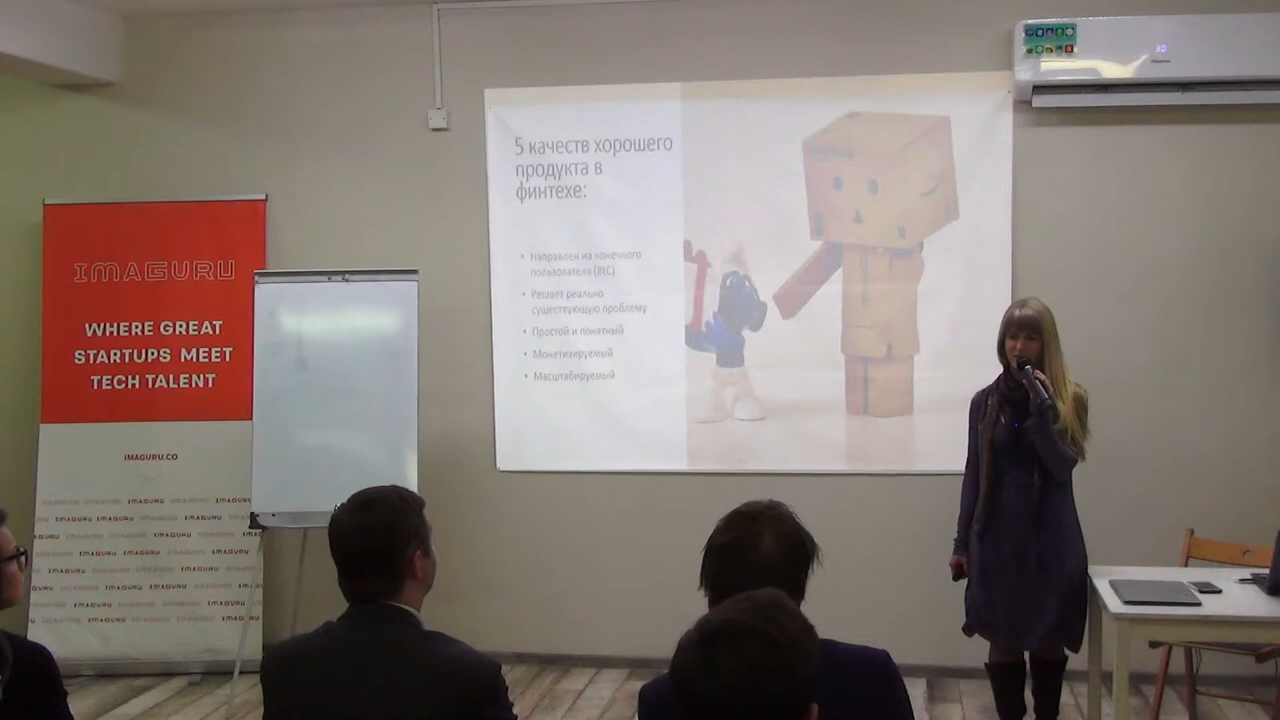 5 качеств хорошего
продукта в
финтехе:
• Направлен на конечного
пользователя (B2C)
• Решает реально
существующую проблему
• Простой и понятный
• Монетизируемый
• Масштабируемый
IMAGURU
WHERE GREAT
STARTUPS MEET
TECH TALENT
IMAGURU.CO
30